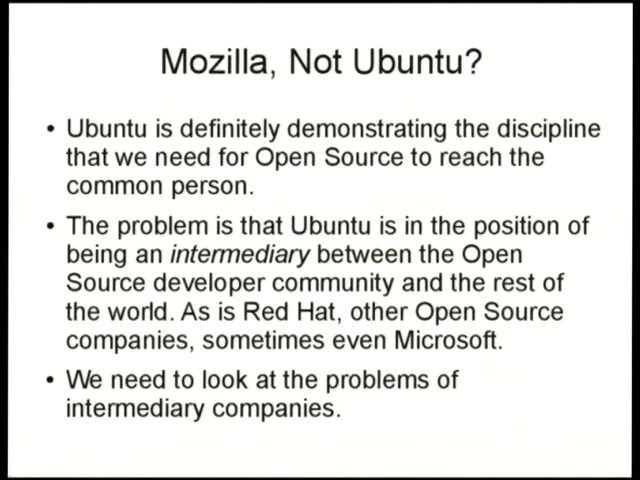 Mozilla, Not Ubuntu?
• Ubuntu is definitely demonstrating the discipline
that we need for Open Source to reach the
common person.
• The problem is that Ubuntu is in the position of
being an intermediary between the Open
Source developer community and the rest of
the world. As is Red Hat, other Open Source
companies, sometimes even Microsoft.
• We need to look at the problems of
intermediary companies.